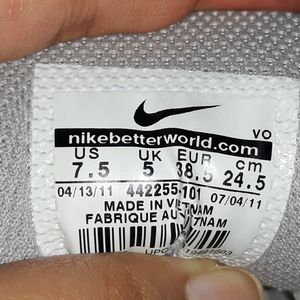 VO
nikebetterworld.com
US UK EUR cm
7.5 5 38.5 24.5
04/13/11 442255-101 07/04/11
MADE IN VIETNAM
FABRIQUE AU
UPC